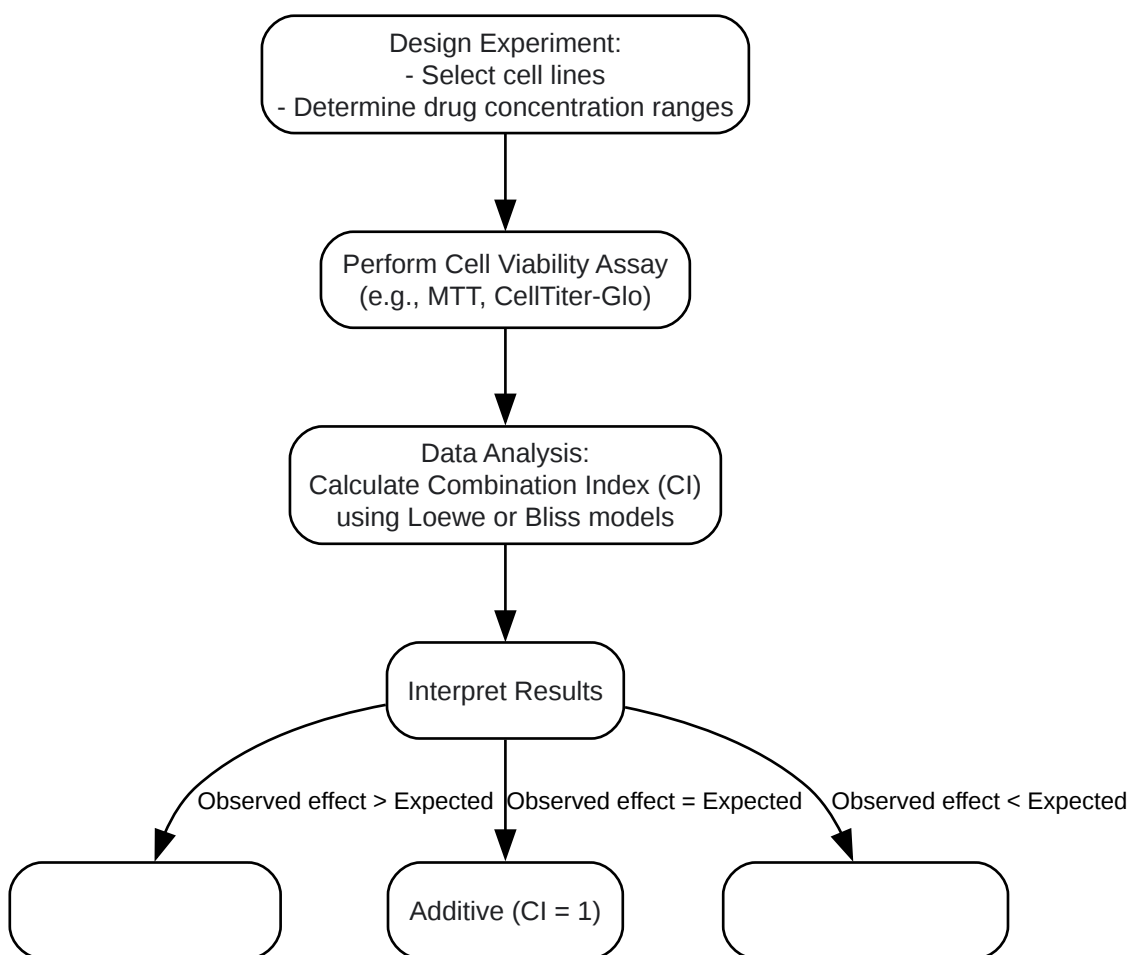 Design Experiment:
- Select cell lines
- Determine drug concentration ranges
Perform Cell Viability Assay
(e.g., MTT, CellTiter-Glo)
Data Analysis:
Calculate Combination Index (CI)
using Loewe or Bliss models
Interpret Results
Observed effect > Expected
Observed effect = Expected
Observed effect < Expected
Additive (CI = 1)